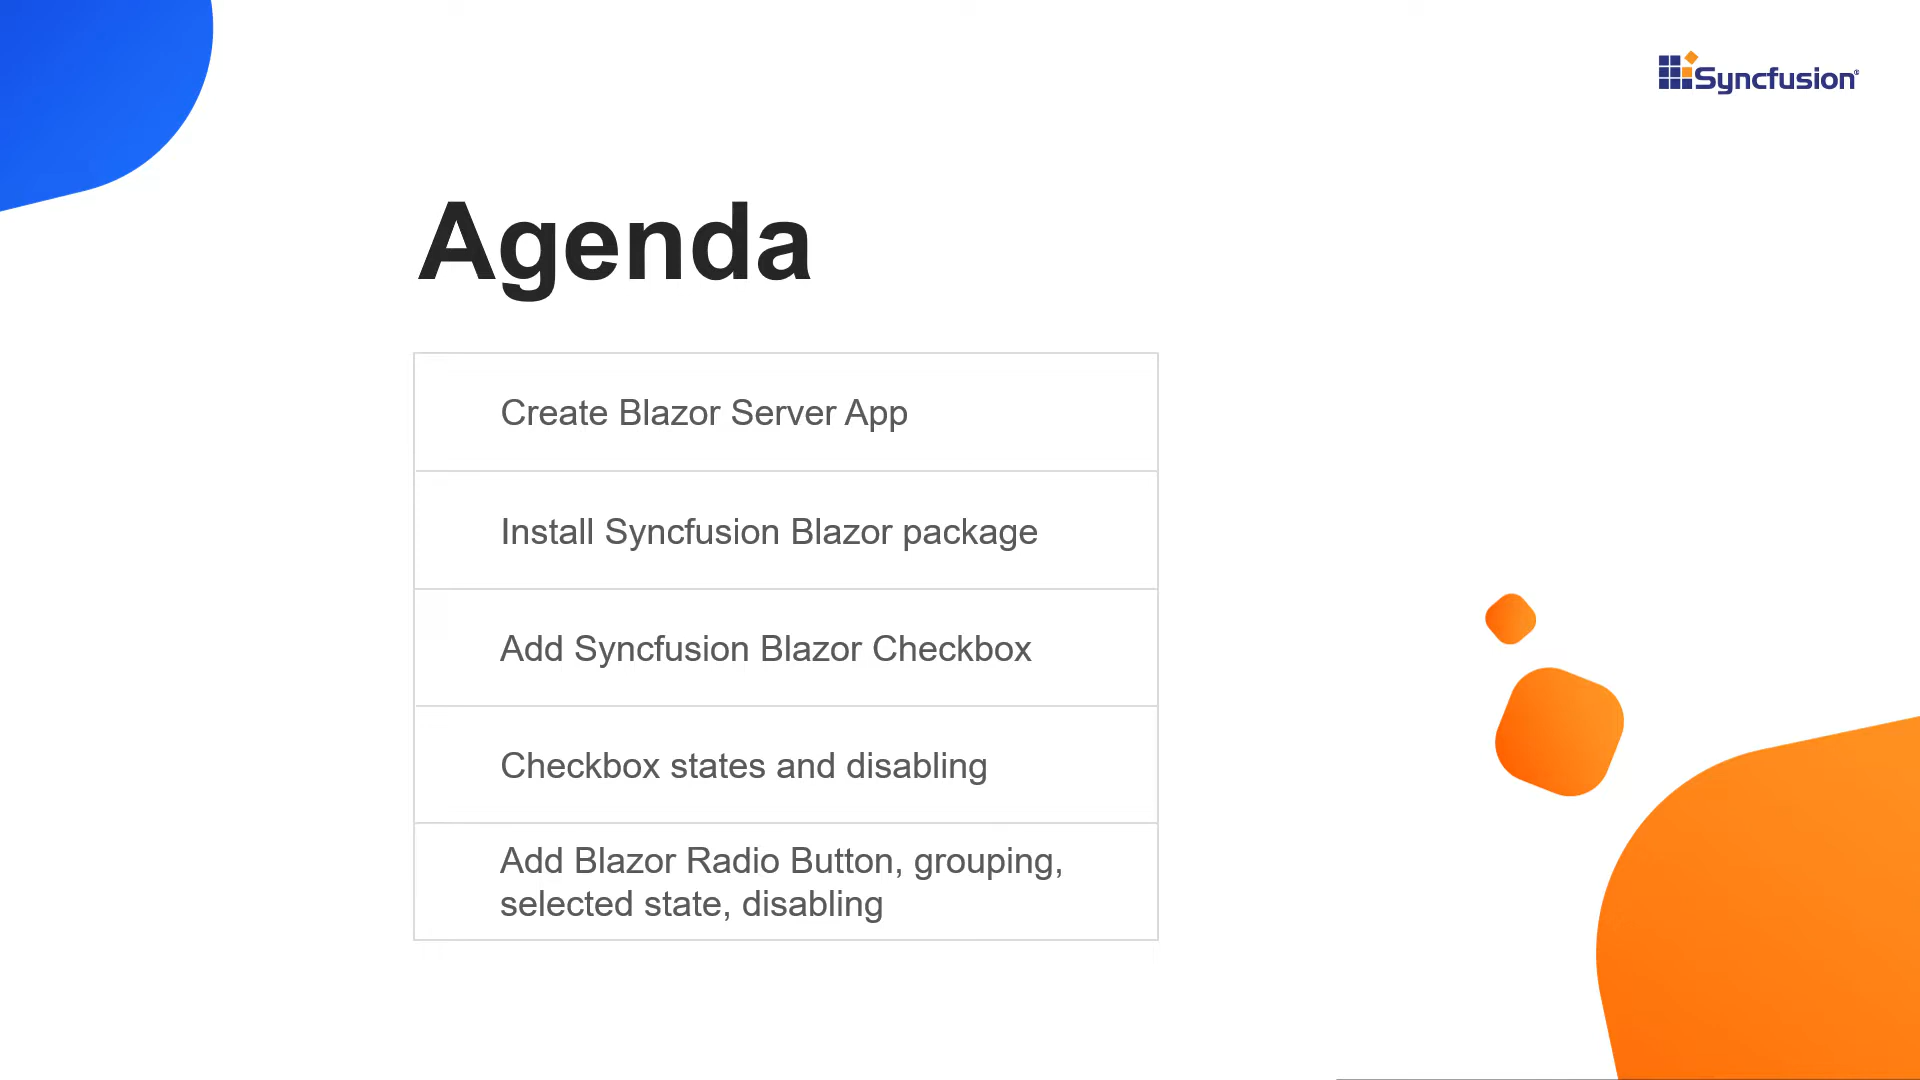 Syncfusion®
Agenda
Create Blazor Server App
Install Syncfusion Blazor package
Add Syncfusion Blazor Checkbox
Checkbox states and disabling
Add Blazor Radio Button, grouping,
selected state, disabling